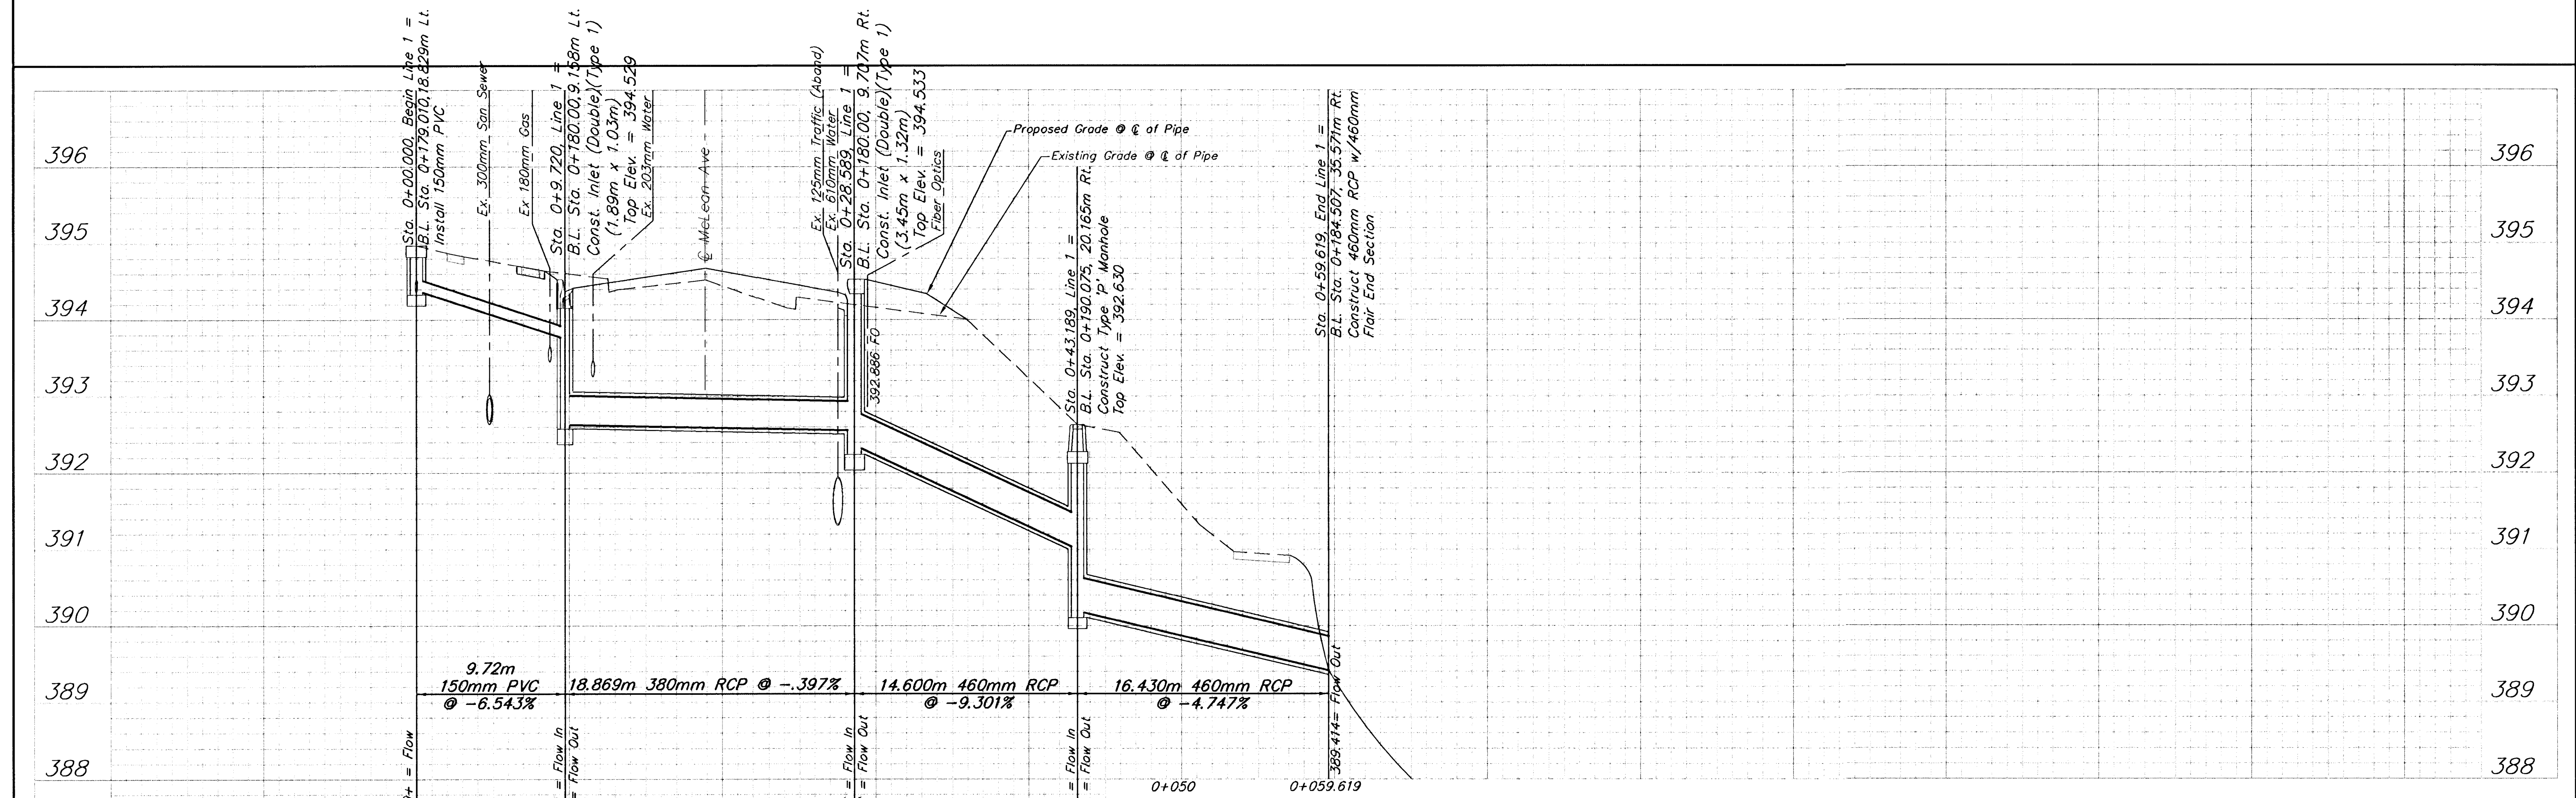 Sta. 0+00.000, Begin Line 1 =
B.L. Sta. 0+179.010, 18.829m Lt.
Install 150mm PVC
Ex. 300mm San Sewer
Ex 180mm Gas
Sta. 0+9.720, Line 1 =
B.L. Sta. 0+180.00, 9.158m Lt.
Const. Inlet (Double)(Type 1)
(1.89m x 1.03m)
Top Elev. = 394.529
Ex. 203mm Water
℄ McLean Ave
Ex. 125mm Traffic (Aband)
Ex. 610mm Water
Sta. 0+28.589, Line 1 =
B.L. Sta. 0+180.00, 9.707m Rt.
Const. Inlet (Double)(Type 1)
(3.45m x 1.32m)
Top Elev. = 394.533
Fiber Optics
Proposed Grade @ ℄ of Pipe
Existing Grade @ ℄ of Pipe
392.886 FO
Sta. 0+43.189, Line 1 =
B.L. Sta. 0+190.075, 20.165m Rt.
Construct Type 'P' Manhole
Top Elev. = 392.630
Sta. 0+59.619, End Line 1 =
B.L. Sta. 0+184.507, 35.571m Rt.
Construct 460mm RCP w/460mm
Flair End Section
396
396
395
395
394
394
393
393
392
392
391
391
390
390
389
389
388
388
9.72m
150mm PVC
@ -6.543%
18.869m 380mm RCP @ -.397%
14.600m 460mm RCP
@ -9.301%
16.430m 460mm RCP
@ -4.747%
= Flow
= Flow In
= Flow Out
= Flow In
= Flow Out
= Flow In
= Flow Out
389.414= Flow Out
0+050
0+059.619